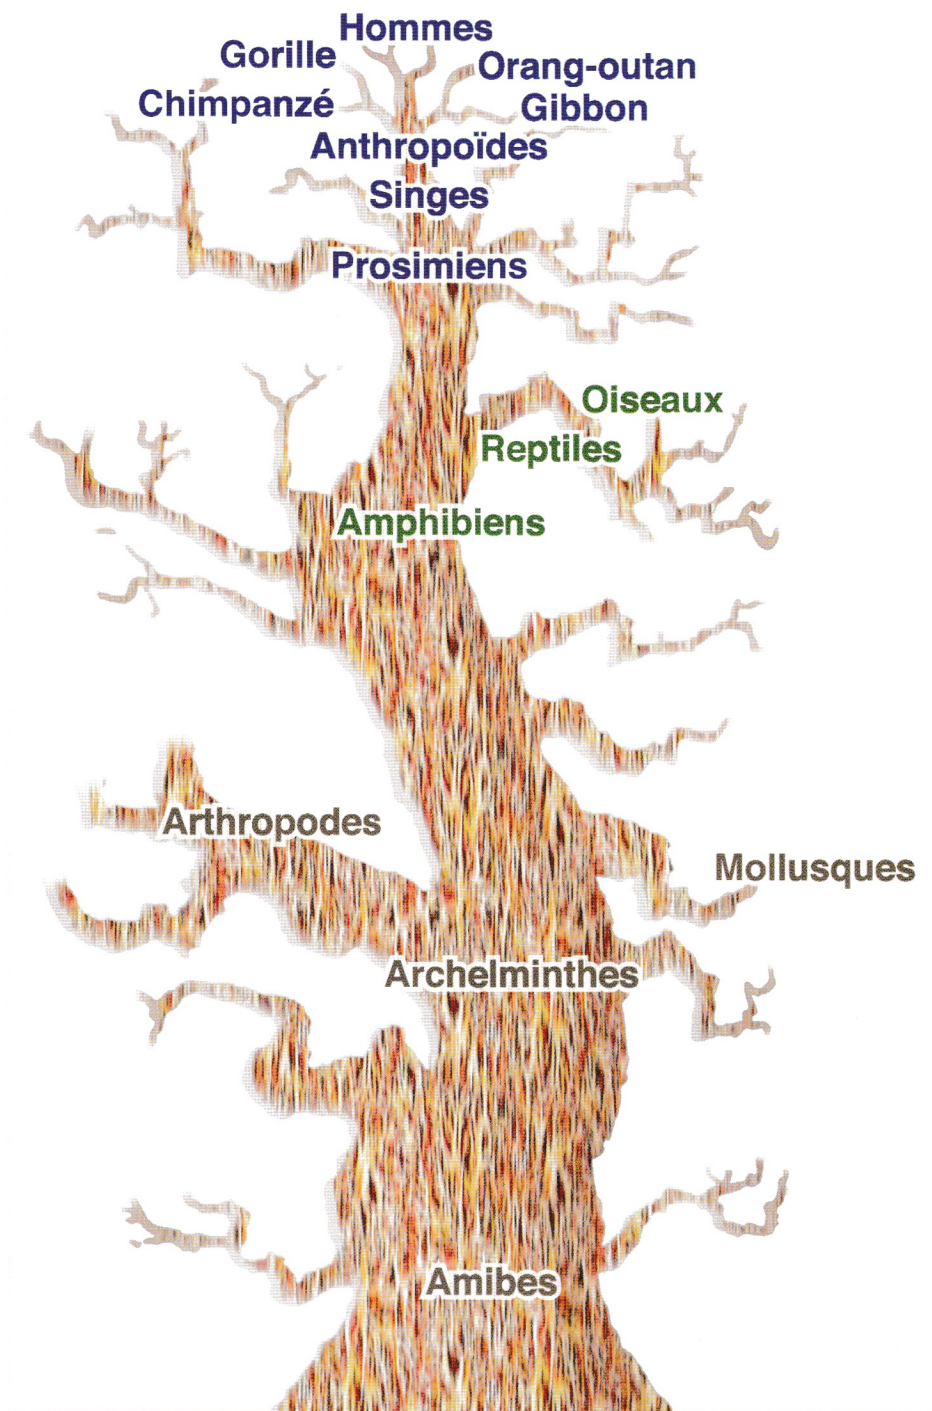 Hommes
Gorille
Orang-outan
Chimpanzé
Gibbon
Anthropoïdes
Singes
Prosimiens
Oiseaux
Reptiles
Amphibiens
Arthropodes
Mollusques
Archelminthes
Amibes